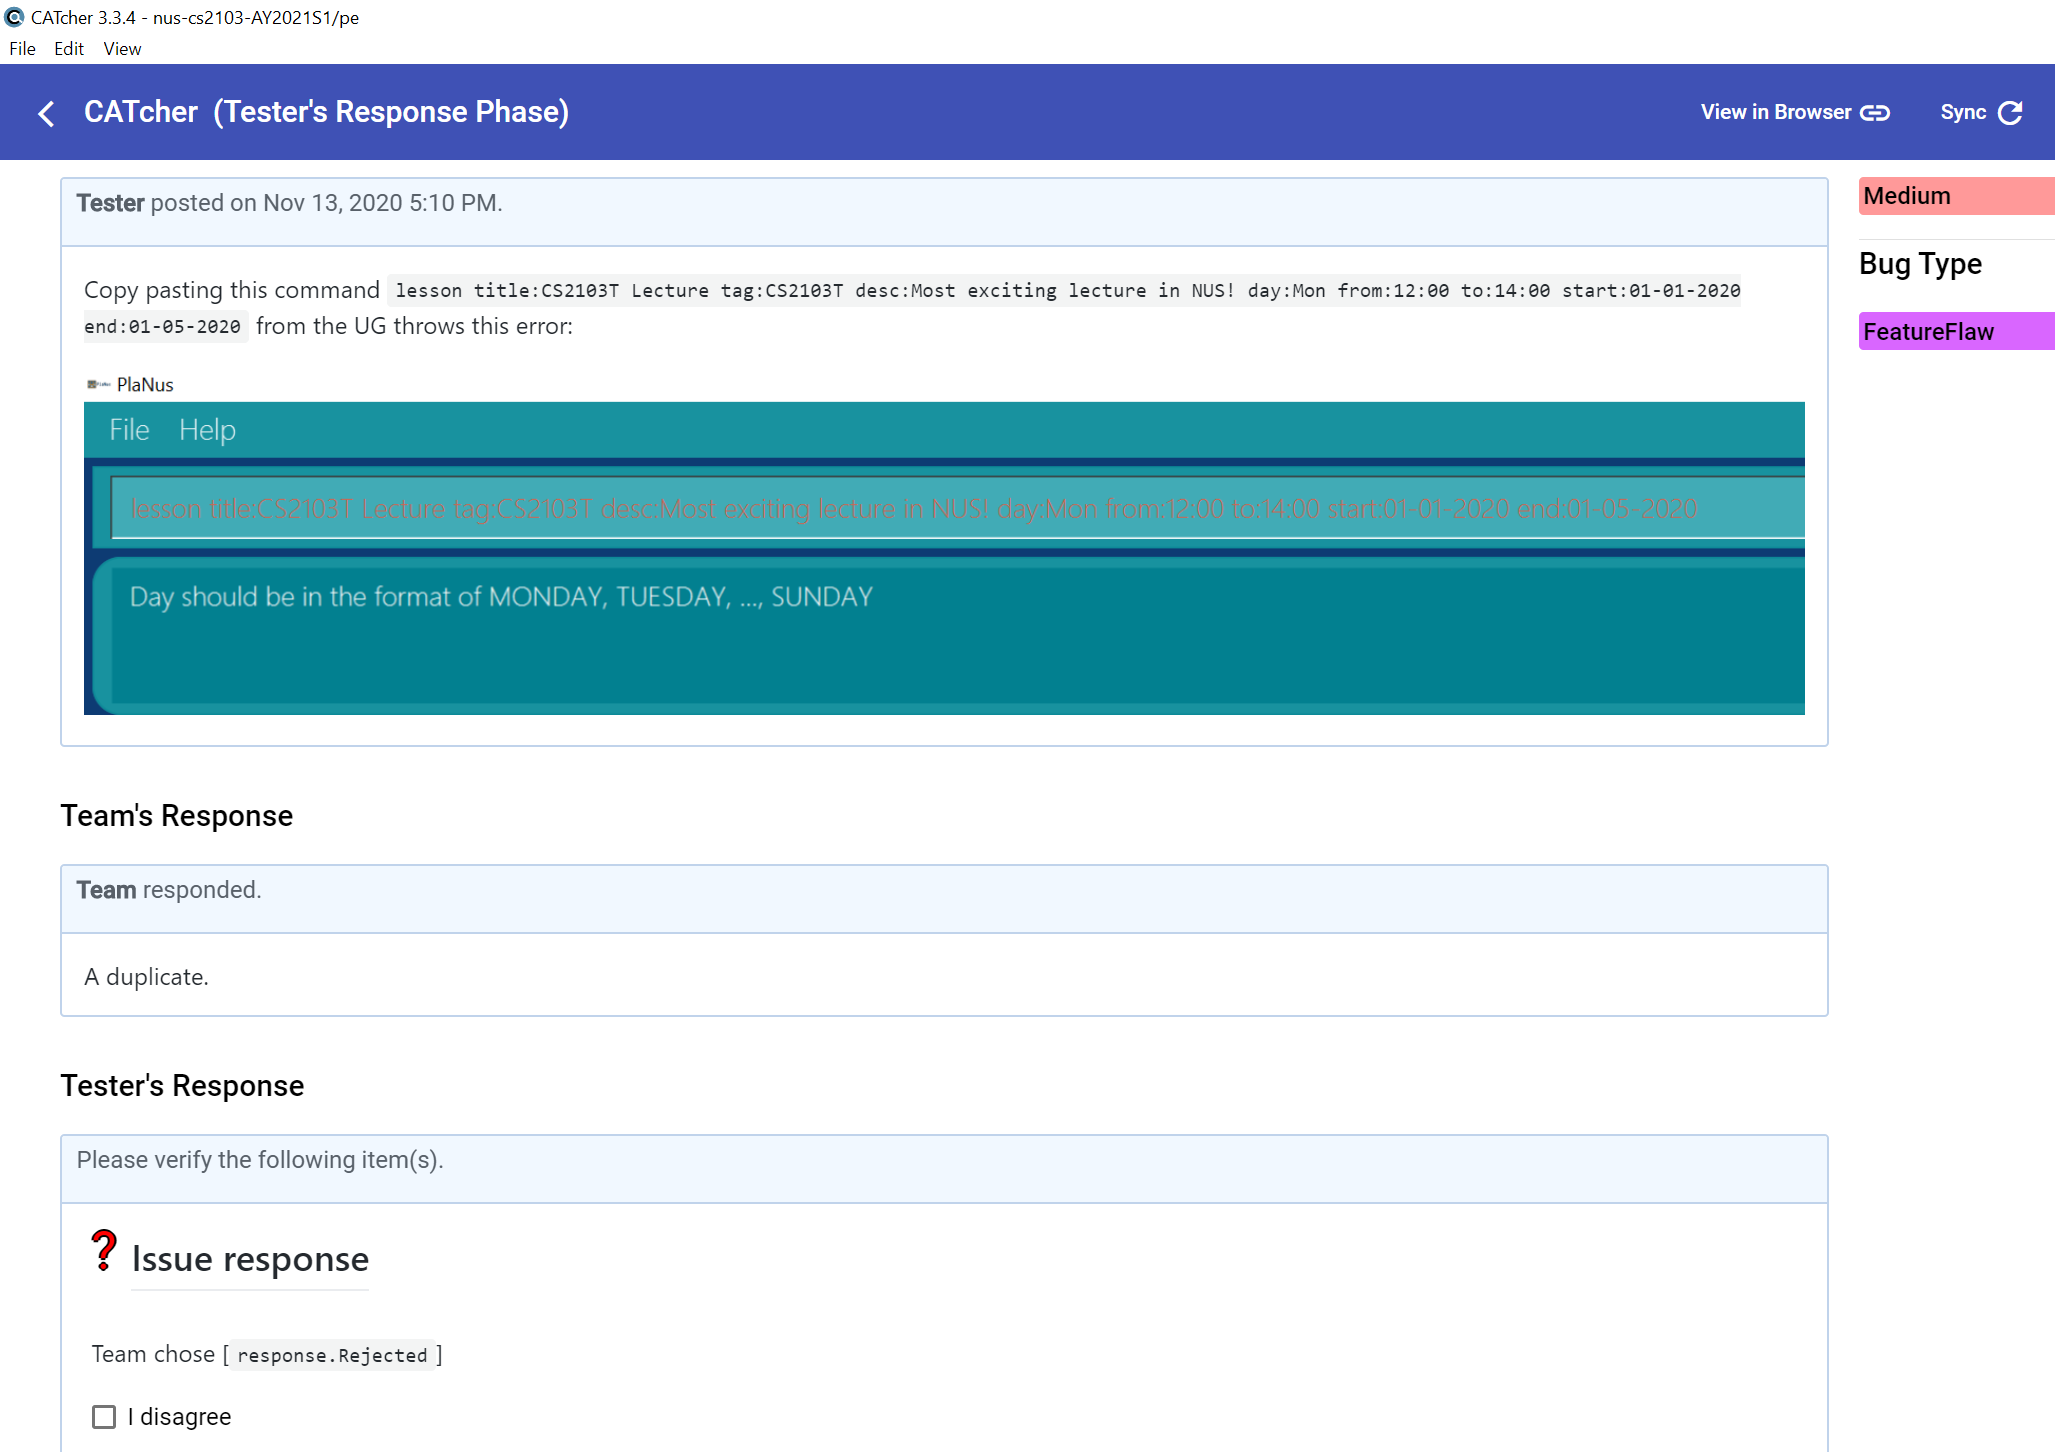 CATcher 3.3.4 - nus-cs2103-AY2021S1/pe
File Edit View
CATcher (Tester's Response Phase)
View in Browser
Sync
Tester posted on Nov 13, 2020 5:10 PM.
Medium
Bug Type
FeatureFlaw
Copy pasting this command lesson title:CS2103T Lecture tag:CS2103T desc:Most exciting lecture in NUS! day:Mon from:12:00 to:14:00 start:01-01-2020
end:01-05-2020 from the UG throws this error:
PlaNus
File Help
lesson title:CS2103T Lecture tag:CS2103T desc:Most exciting lecture in NUS! day:Mon from:12:00 to:14:00 start:01-01-2020 end:01-05-2020
Day should be in the format of MONDAY, TUESDAY, ..., SUNDAY
Team's Response
Team responded.
A duplicate.
Tester's Response
Please verify the following item(s).
❓ Issue response
Team chose [ response.Rejected ]
I disagree